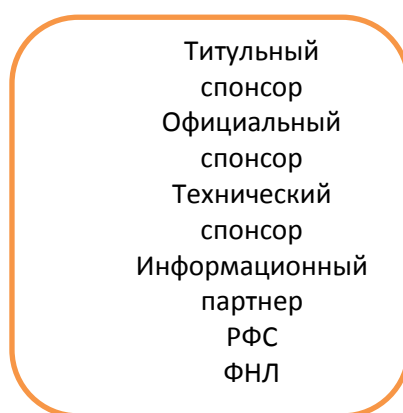 Титульный
спонсор
Официальный
спонсор
Технический
спонсор
Информационный
партнер
РФС
ФНЛ